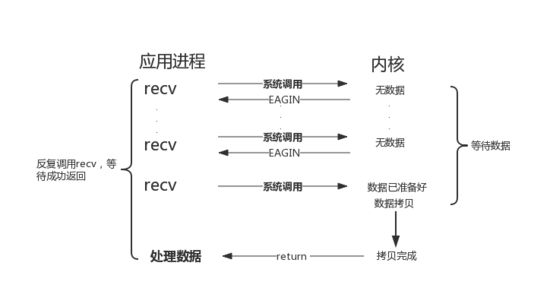 应用进程
内核
recv
系统调用
无数据
EAGIN
系统调用
recv
无数据
EAGIN
等待数据
反复调用recv，等
待成功返回
recv
系统调用
数据已准备好
数据拷贝
处理数据
return
拷贝完成